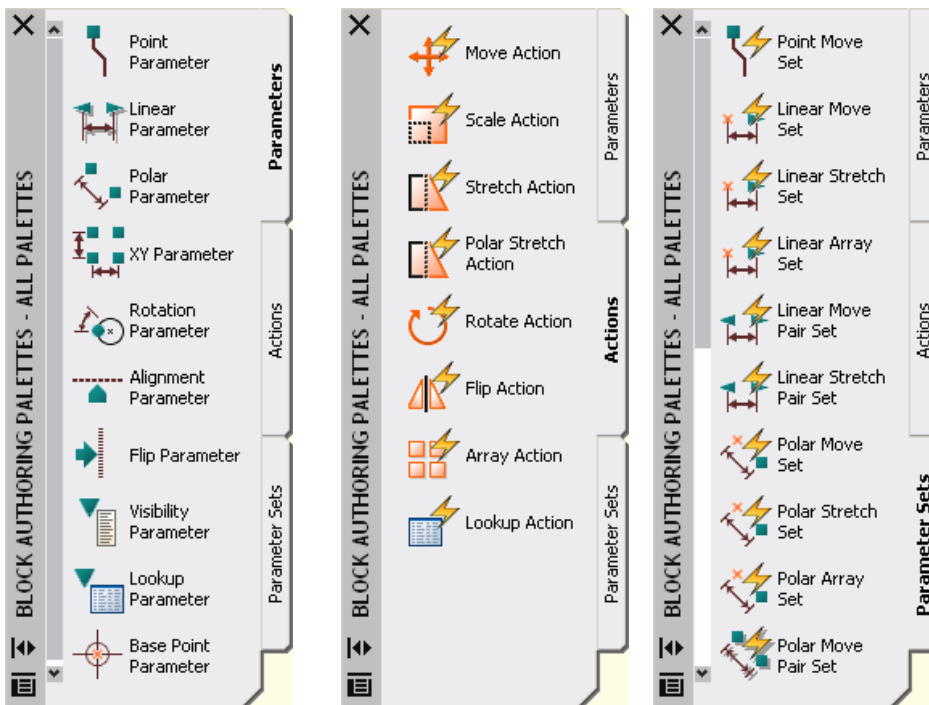 BLOCK AUTHORING PALETTES - ALL PALETTES
Point
Parameter
Linear
Parameter
Polar
Parameter
XY Parameter
Rotation
Parameter
Alignment
Parameter
Flip Parameter
Visibility
Parameter
Lookup
Parameter
Base Point
Parameter
Parameters
Actions
Parameter Sets
BLOCK AUTHORING PALETTES - ALL PALETTES
Move Action
Scale Action
Stretch Action
Polar Stretch
Action
Rotate Action
Flip Action
Array Action
Lookup Action
Parameters
Actions
Parameter Sets
BLOCK AUTHORING PALETTES - ALL PALETTES
Point Move
Set
Linear Move
Set
Linear Stretch
Set
Linear Array
Set
Linear Move
Pair Set
Linear Stretch
Pair Set
Polar Move
Set
Polar Stretch
Set
Polar Array
Set
Polar Move
Pair Set
Parameters
Actions
Parameter Sets